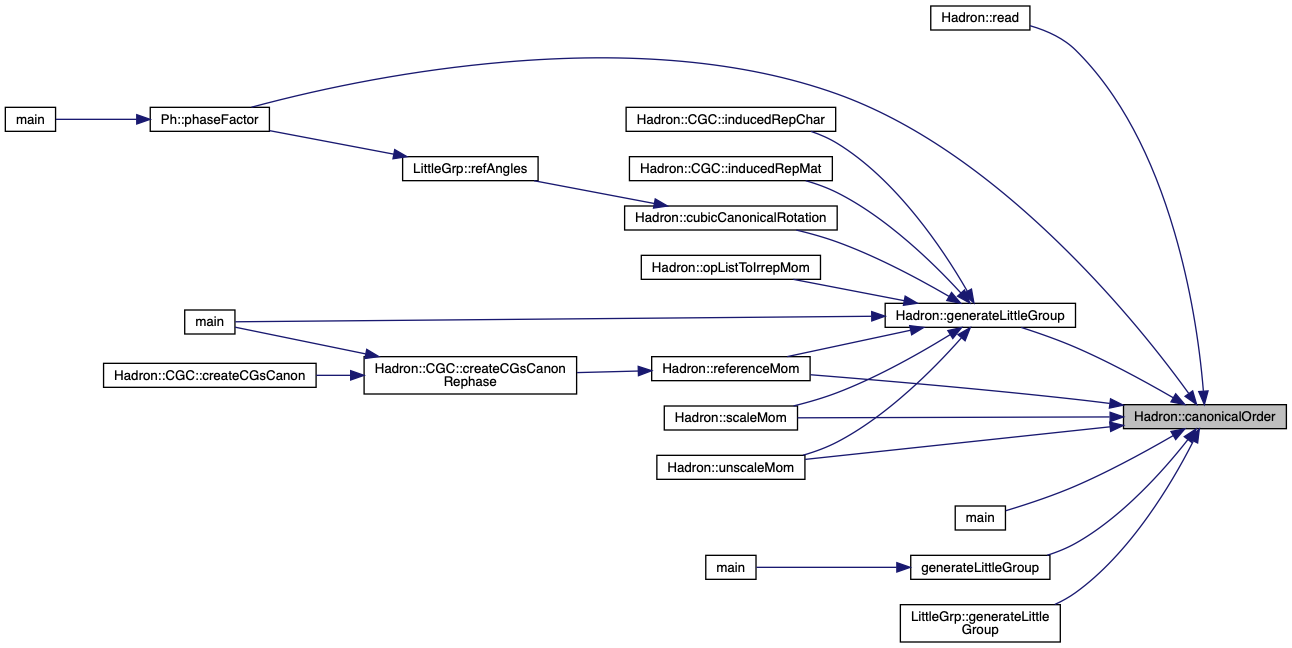 Hadron::read
main
Ph::phaseFactor
Hadron::CGC::inducedRepChar
LittleGrp::refAngles
Hadron::CGC::inducedRepMat
Hadron::cubicCanonicalRotation
Hadron::opListToIrrepMom
main
Hadron::generateLittleGroup
Hadron::CGC::createCGsCanon
Hadron::CGC::createCGsCanon
Rephase
Hadron::referenceMom
Hadron::scaleMom
Hadron::canonicalOrder
Hadron::unscaleMom
main
main
generateLittleGroup
LittleGrp::generateLittle
Group